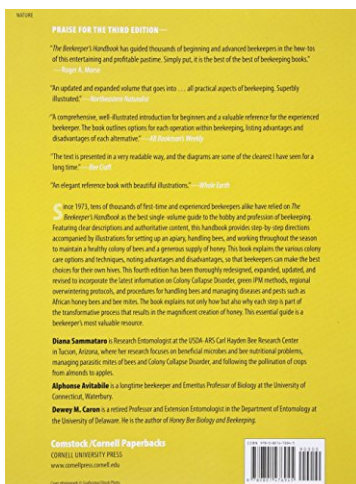 NATURE
PRAISE FOR THE THIRD EDITION—
"The Beekeeper's Handbook has guided thousands of beginning and advanced beekeepers in the how-tos
of this entertaining and profitable pastime. Simply put, it is the best of the best of beekeeping books."
—Roger A. Morse
"An updated and expanded volume that goes into . . . all practical aspects of beekeeping. Superbly
illustrated."—Northeastern Naturalist
"A comprehensive, well-illustrated introduction for beginners and a valuable reference for the experienced
beekeeper. The book outlines options for each operation within beekeeping, listing advantages and
disadvantages of each alternative."—AB Bookman's Weekly
"The text is presented in a very readable way, and the diagrams are some of the clearest I have seen for a
long time."—Bee Craft
"An elegant reference book with beautiful illustrations."—Whole Earth
Since 1973, tens of thousands of first-time and experienced beekeepers alike have relied on The
Beekeeper's Handbook as the best single-volume guide to the hobby and profession of beekeeping.
Featuring clear descriptions and authoritative content, this handbook provides step-by-step directions
accompanied by illustrations for setting up an apiary, handling bees, and working throughout the season
to maintain a healthy colony of bees and a generous supply of honey. This book explains the various colony
care options and techniques, noting advantages and disadvantages, so that beekeepers can make the best
choices for their own hives. This fourth edition has been thoroughly redesigned, expanded, updated, and
revised to incorporate the latest information on Colony Collapse Disorder, green IPM methods, regional
overwintering protocols, and procedures for handling bees and managing diseases and pests such as
African honey bees and bee mites. The book explains not only how but also why each step is part of
the transformative process that results in the magnificent creation of honey. This essential guide is a
beekeeper's most valuable resource.
Diana Sammataro is Research Entomologist at the USDA-ARS Carl Hayden Bee Research Center
in Tucson, Arizona, where her research focuses on beneficial microbes and bee nutritional problems,
managing parasitic mites of bees and Colony Collapse Disorder, and following the pollination of crops
from almonds to apples.
Alphonse Avitabile is a longtime beekeeper and Emeritus Professor of Biology at the University of
Connecticut, Waterbury.
Dewey M. Caron is a retired Professor and Extension Entomologist in the Department of Entomology at
the University of Delaware. He is the author of Honey Bee Biology and Beekeeping.
Comstock/Cornell Paperbacks
CORNELL UNIVERSITY PRESS
www.cornellpress.cornell.edu